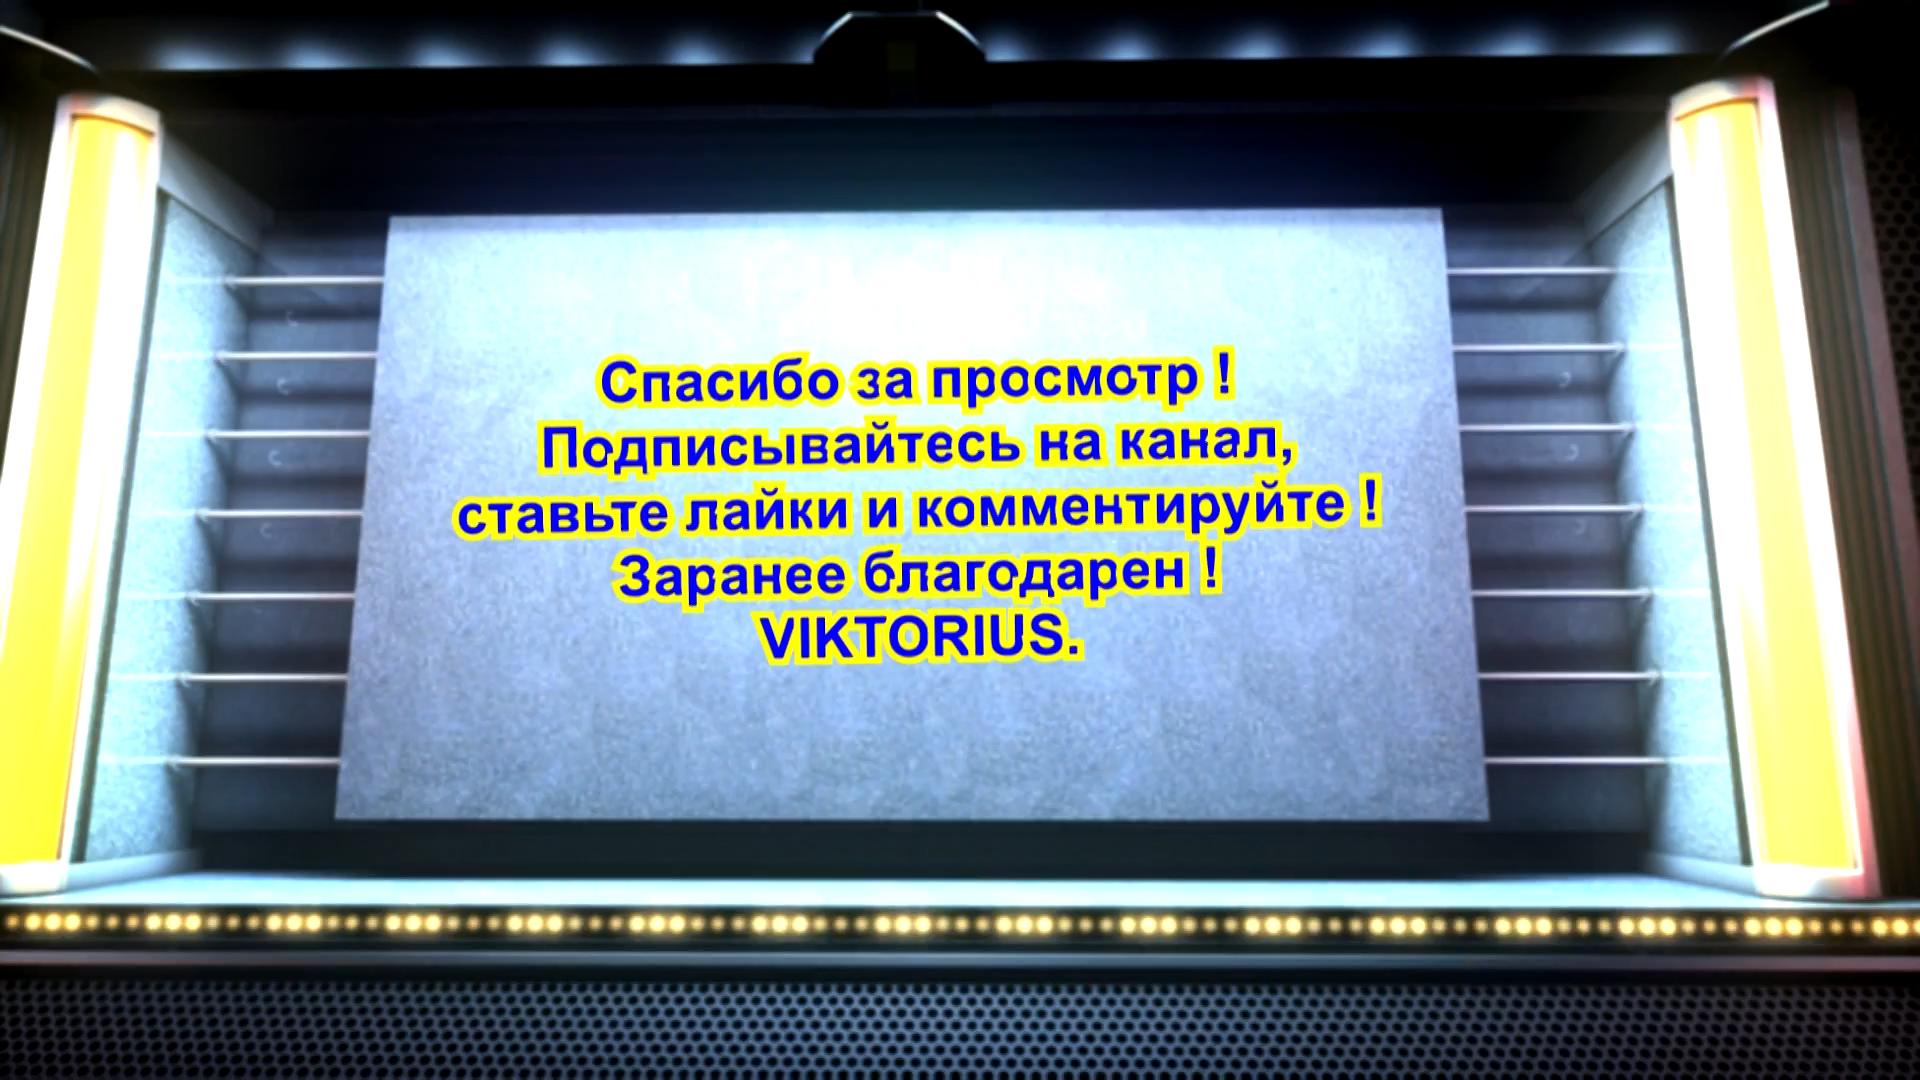 Спасибо за просмотр !
Подписывайтесь на канал,
ставьте лайки и комментируйте !
Заранее благодарен !
VIKTORIUS.